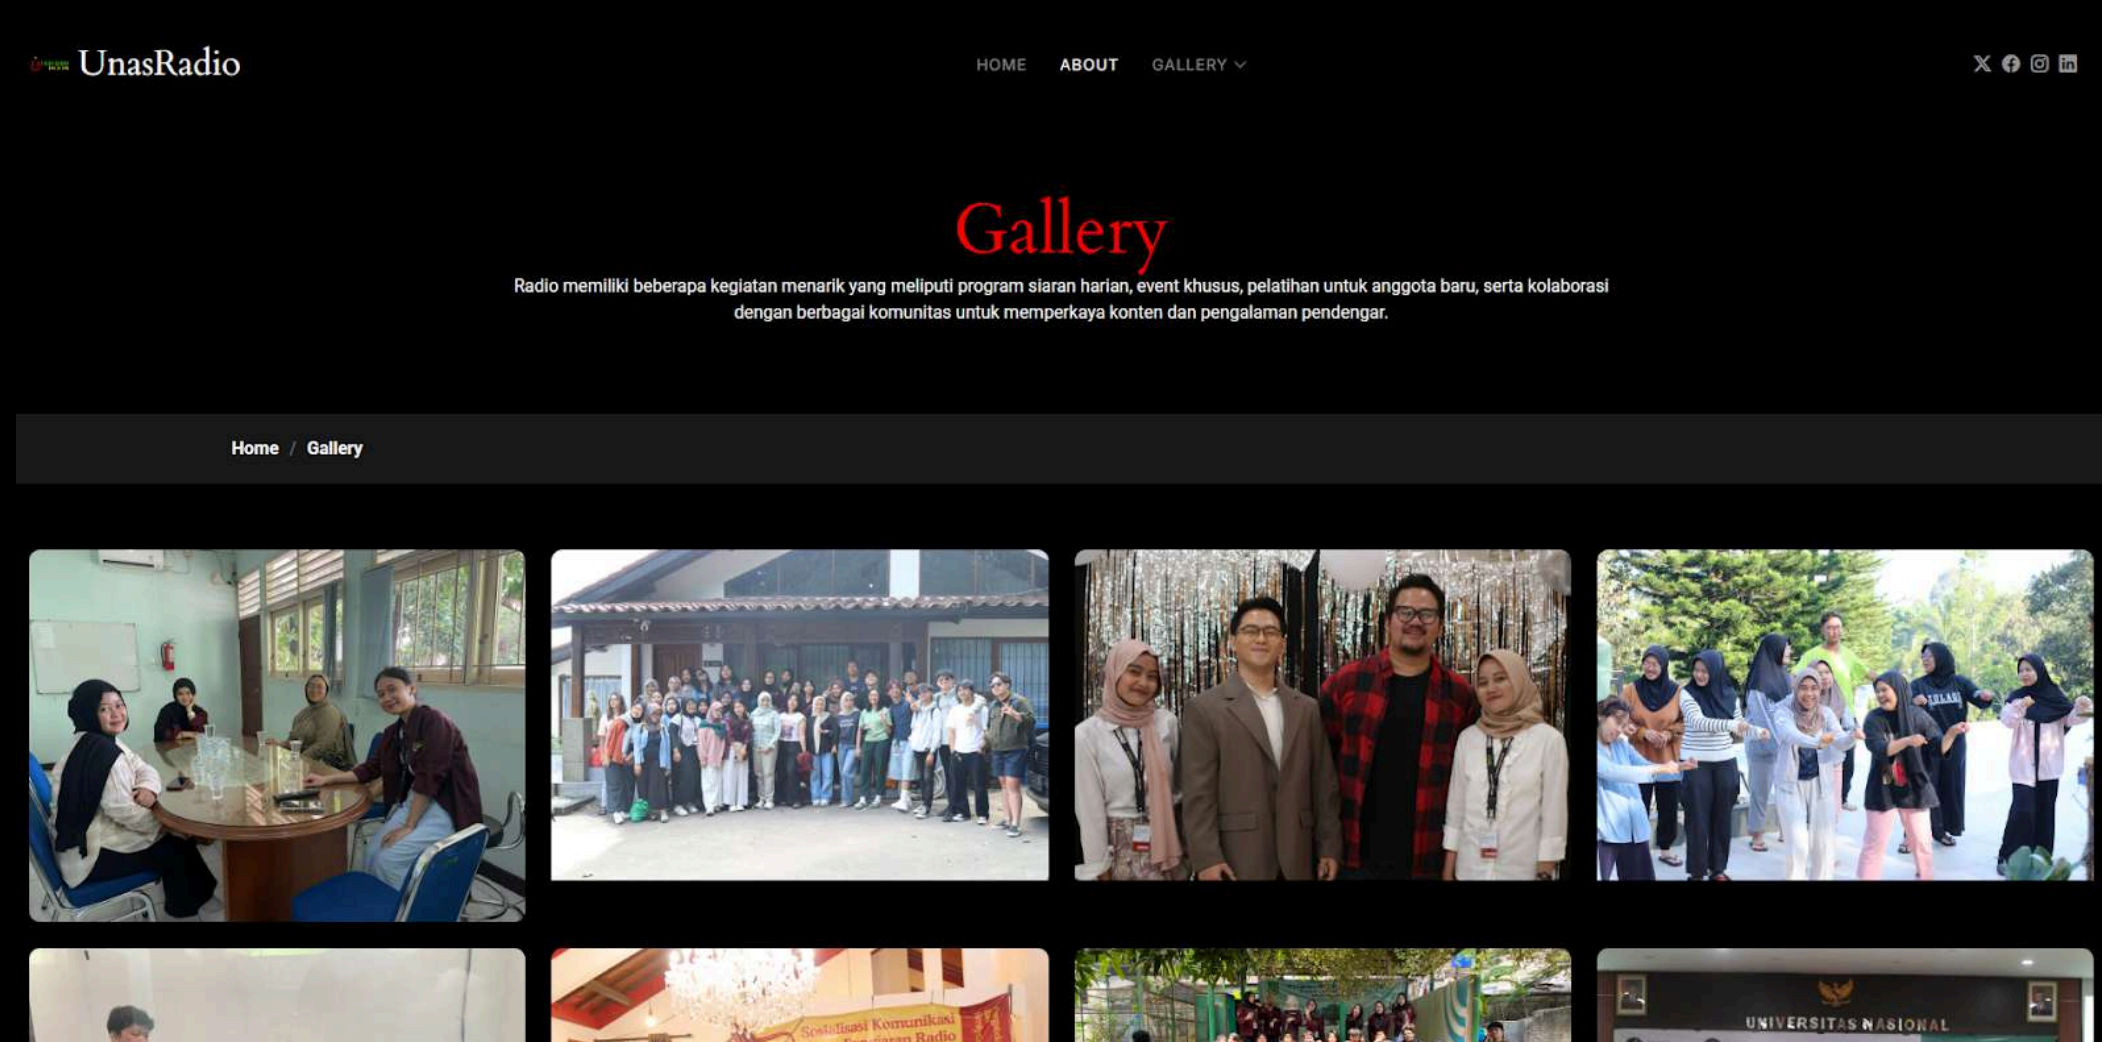 UnasRadio
HOME
ABOUT
GALLERY
Gallery
Radio memiliki beberapa kegiatan menarik yang meliputi program siaran harian, event khusus, pelatihan untuk anggota baru, serta kolaborasi
dengan berbagai komunitas untuk memperkaya konten dan pengalaman pendengar.
Home / Gallery
Sosialisasi Komunikasi
Radio
UNIVERSITAS NASIONAL